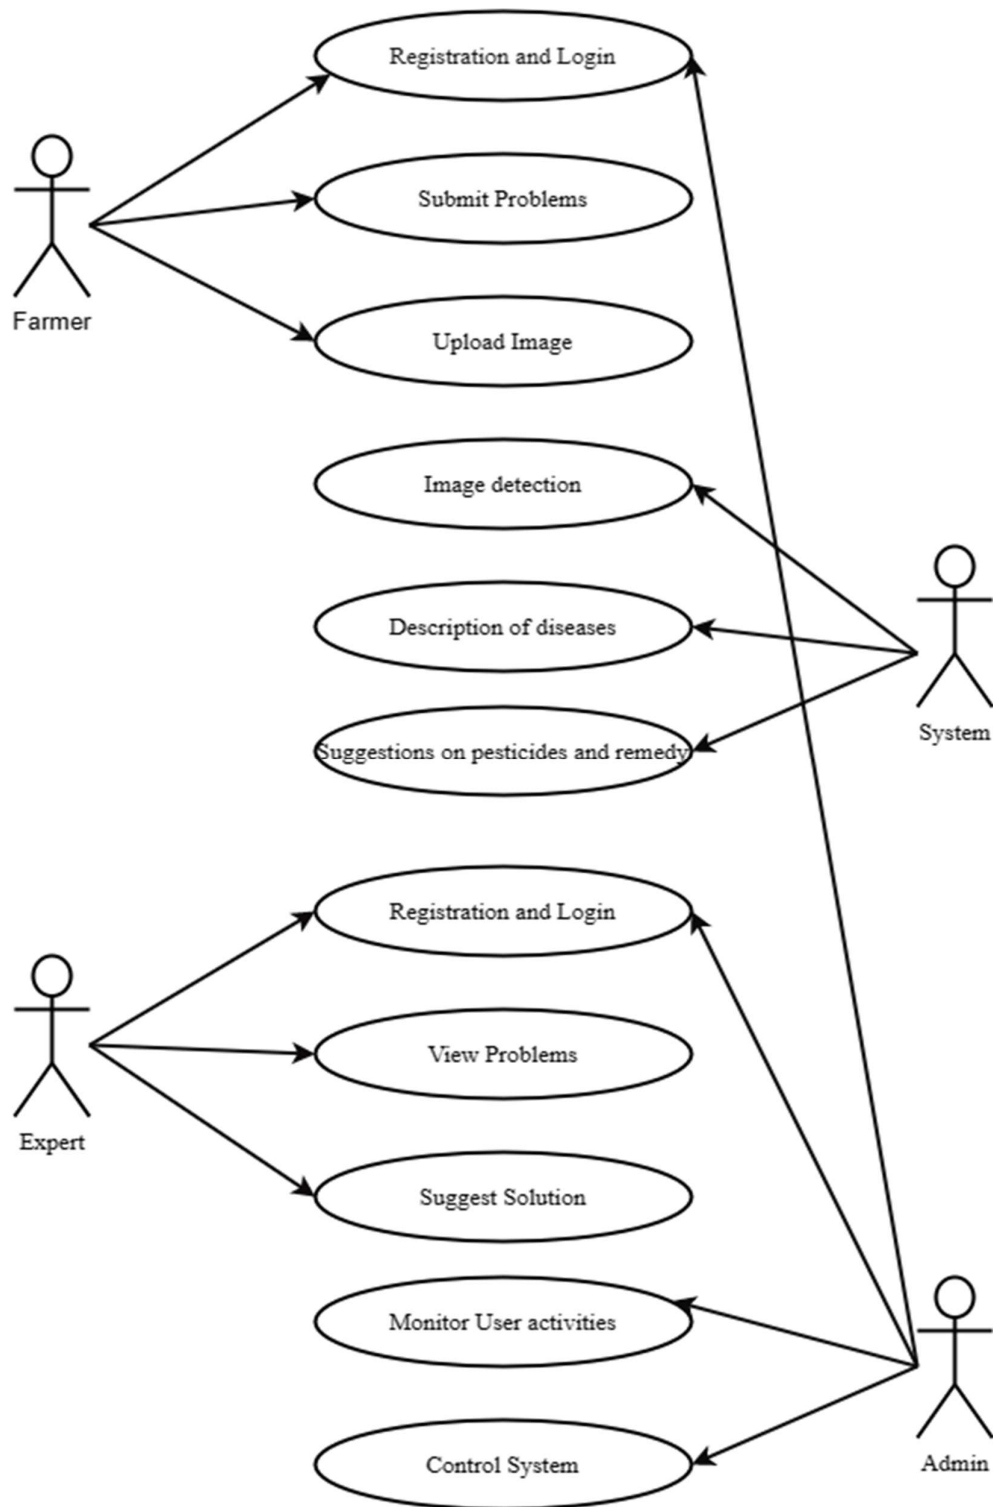 Registration and Login
Submit Problems
Farmer
Upload Image
Image detection
Description of diseases
System
Suggestions on pesticides and remedy
Registration and Login
View Problems
Expert
Suggest Solution
Monitor User activities
Control System
Admin